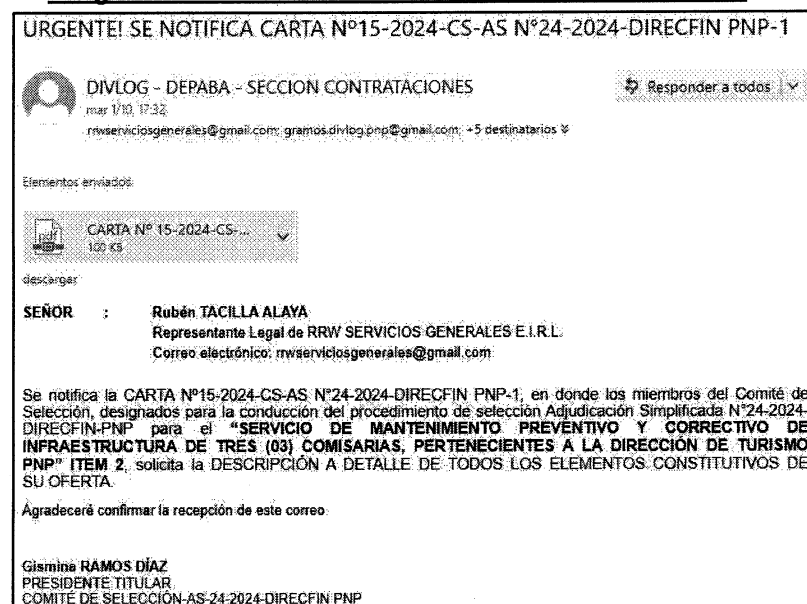 URGENTE! SE NOTIFICA CARTA Nº15-2024-CS-AS N°24-2024-DIRECFIN PNP-1
DIVLOG - DEPABA - SECCION CONTRATACIONES
Responder a todos
mar 1/10, 17:32
rrwserviciosgenerales@gmail.com; gramos.divlog.pnp@gmail.com; +5 destinatarios
Elementos enviados
pdf
CARTA Nº 15-2024-CS-...
100 KB
descargar
SEÑOR : Rubén TACILLA ALAYA
Representante Legal de RRW SERVICIOS GENERALES E.I.R.L.
Correo electrónico: rrwserviciosgenerales@gmail.com
Se notifica la CARTA Nº15-2024-CS-AS N°24-2024-DIRECFIN PNP-1, en donde los miembros del Comité de
Selección, designados para la conducción del procedimiento de selección Adjudicación Simplificada N°24-2024-
DIRECFIN-PNP para el “SERVICIO DE MANTENIMIENTO PREVENTIVO Y CORRECTIVO DE
INFRAESTRUCTURA DE TRES (03) COMISARIAS, PERTENECIENTES A LA DIRECCIÓN DE TURISMO
PNP” ITEM 2, solicita la DESCRIPCIÓN A DETALLE DE TODOS LOS ELEMENTOS CONSTITUTIVOS DE
SU OFERTA.
Agradeceré confirmar la recepción de este correo
Gismina RAMOS DÍAZ
PRESIDENTE TITULAR
COMITÉ DE SELECCIÓN-AS-24-2024-DIRECFIN PNP